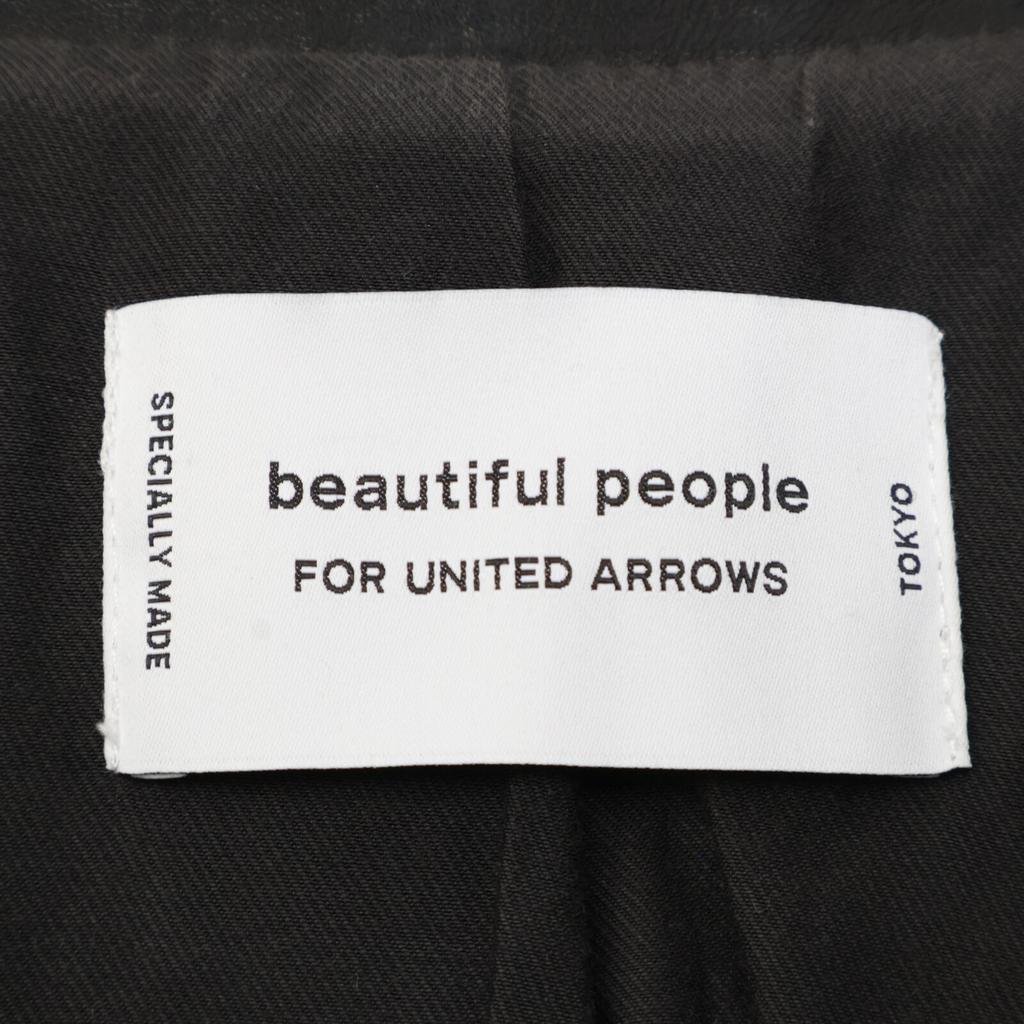 SPECIALLY MADE
beautiful people
FOR UNITED ARROWS
TOKYO